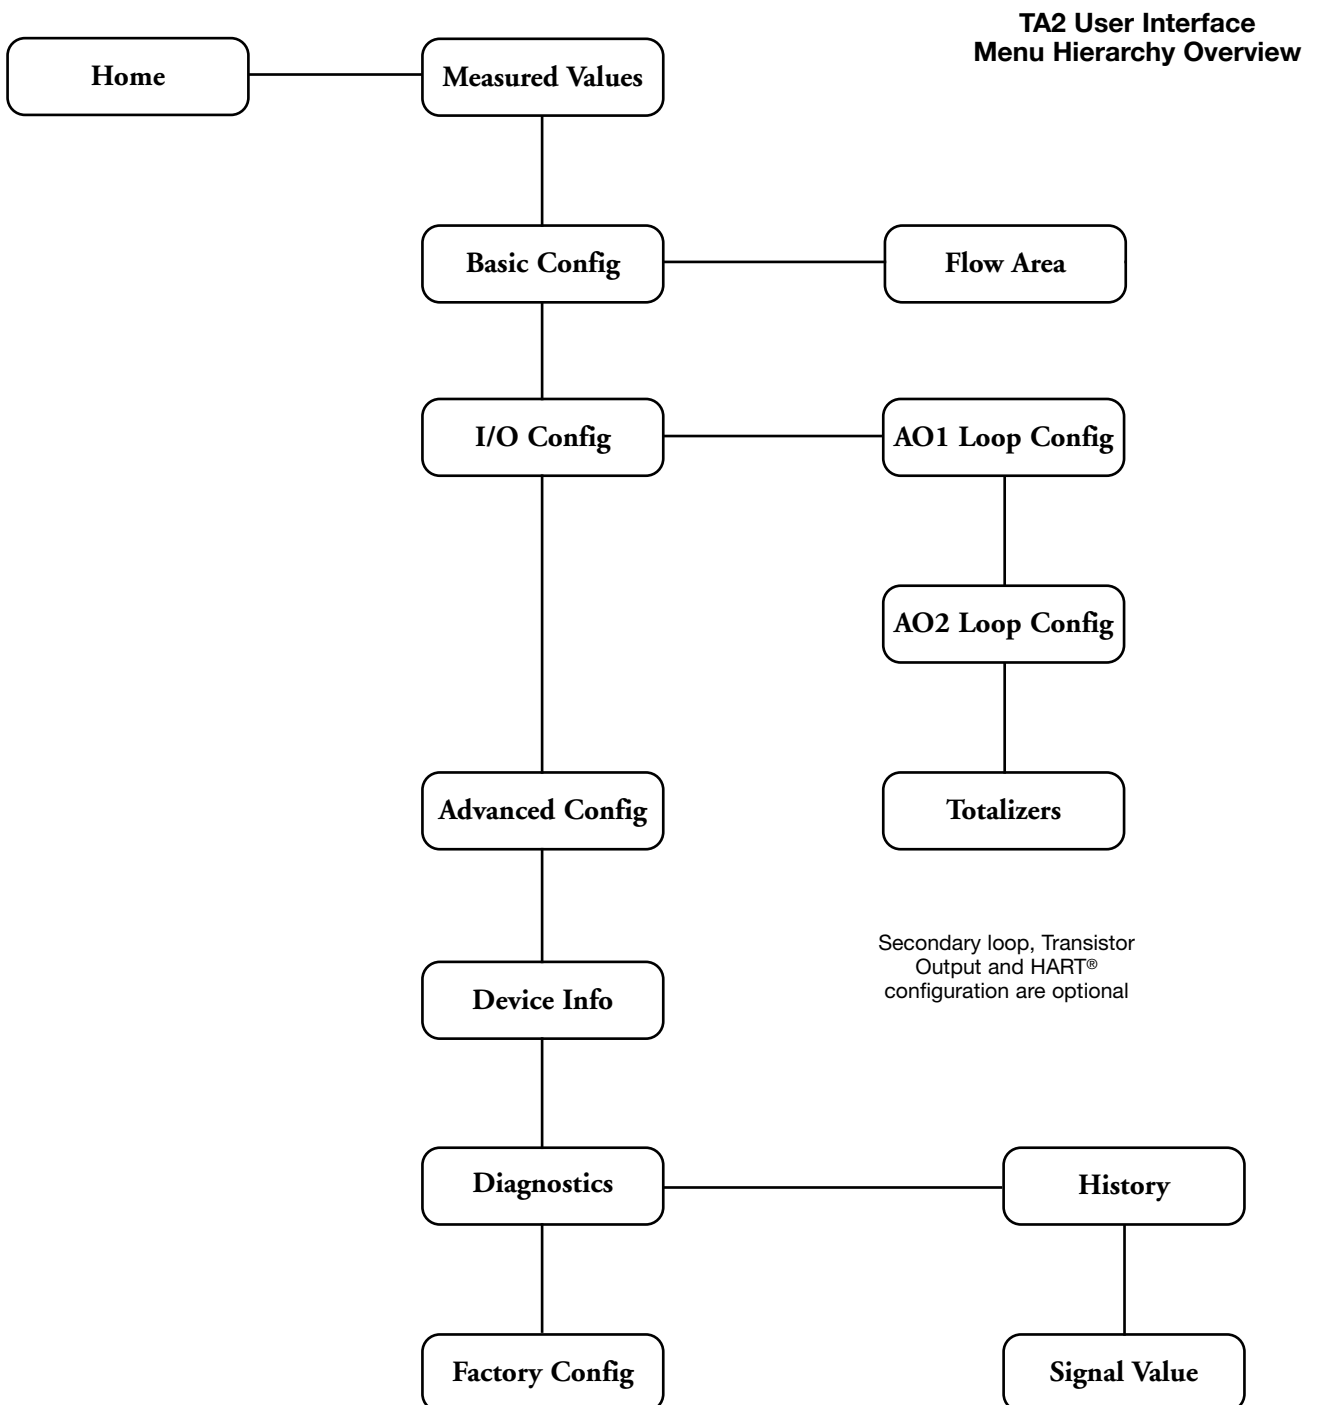 TA2 User Interface
Menu Hierarchy Overview
Home
Measured Values
Basic Config
Flow Area
I/O Config
AO1 Loop Config
AO2 Loop Config
Advanced Config
Totalizers
Secondary loop, Transistor
Output and HART®
configuration are optional
Device Info
Diagnostics
History
Factory Config
Signal Value